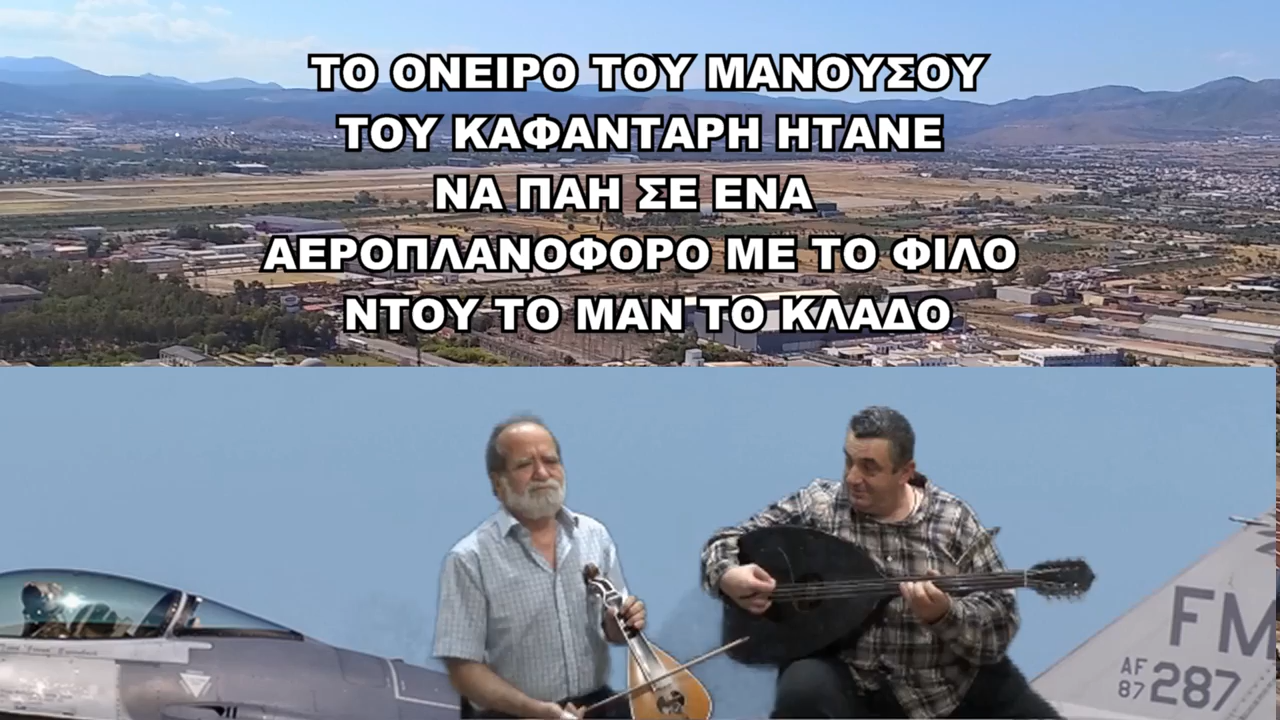 ΤΟ ΟΝΕΙΡΟ ΤΟΥ ΜΑΝΟΥΣΟΥ
ΤΟΥ ΚΑΦΑΝΤΑΡΗ ΗΤΑΝΕ
ΝΑ ΠΑΗ ΣΕ ΕΝΑ
ΑΕΡΟΠΛΑΝΟΦΟΡΟ ΜΕ ΤΟ ΦΙΛΟ
ΝΤΟΥ ΤΟ ΜΑΝ ΤΟ ΚΛΑΔΟ
FM
AF
87 287